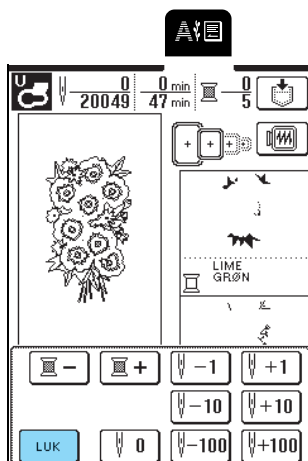 A
U 0 0 min 0
20049 47 min 5
LIME
GRØN
− + −1 +1
−10 +10
LUK 0 −100 +100